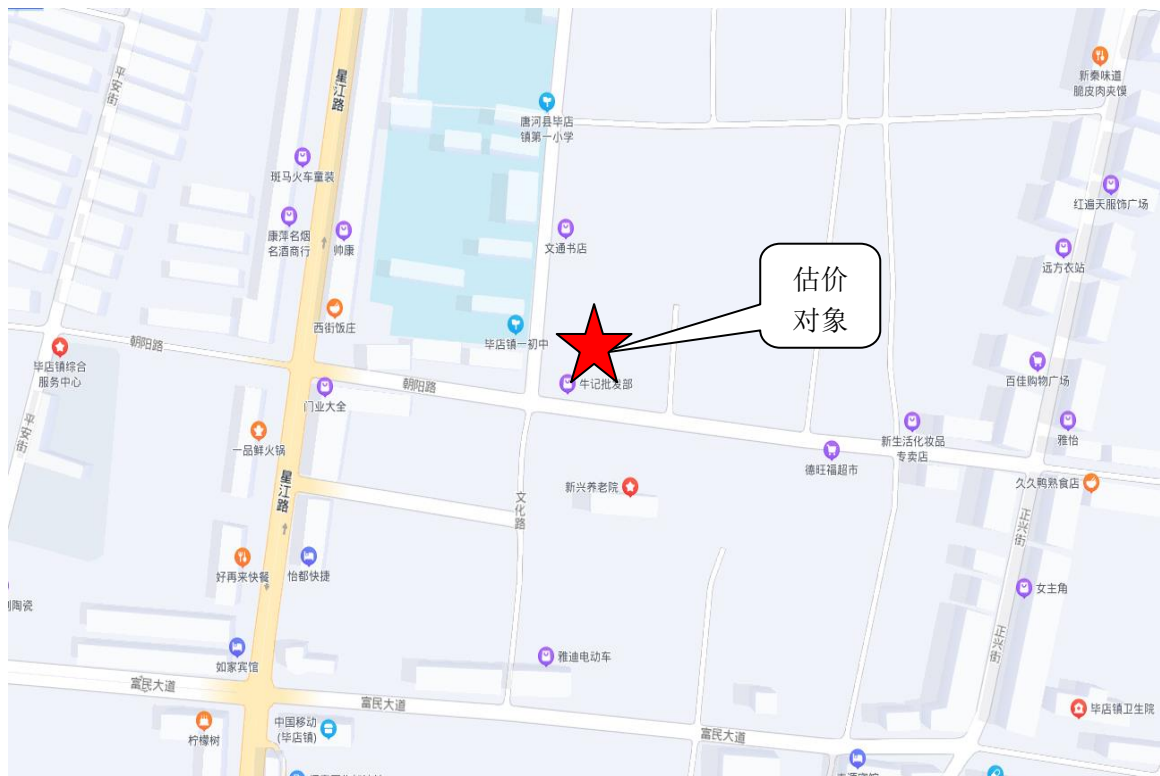 平安街
星江路
唐河县毕店
镇第一小学
新秦味道
脆皮肉夹馍
斑马火车童装
红遍天服饰广场
康萍名烟
名酒商行
帅康
文通书店
远方衣站
估价
对象
西街饭庄
朝阳路
毕店镇一初中
毕店镇综合
服务中心
百佳购物广场
朝阳路
牛记批发部
门业大全
平安街
一品鲜火锅
新生活化妆品
专卖店
雅怡
德旺福超市
星江路
新兴养老院
久久鸭熟食店
文化路
正兴街
好再来快餐
怡都快捷
女主角
陶瓷
正兴街
如家宾馆
雅迪电动车
富民大道
富民大道
毕店镇卫生院
柠檬树
中国移动
(毕店镇)
富民大道